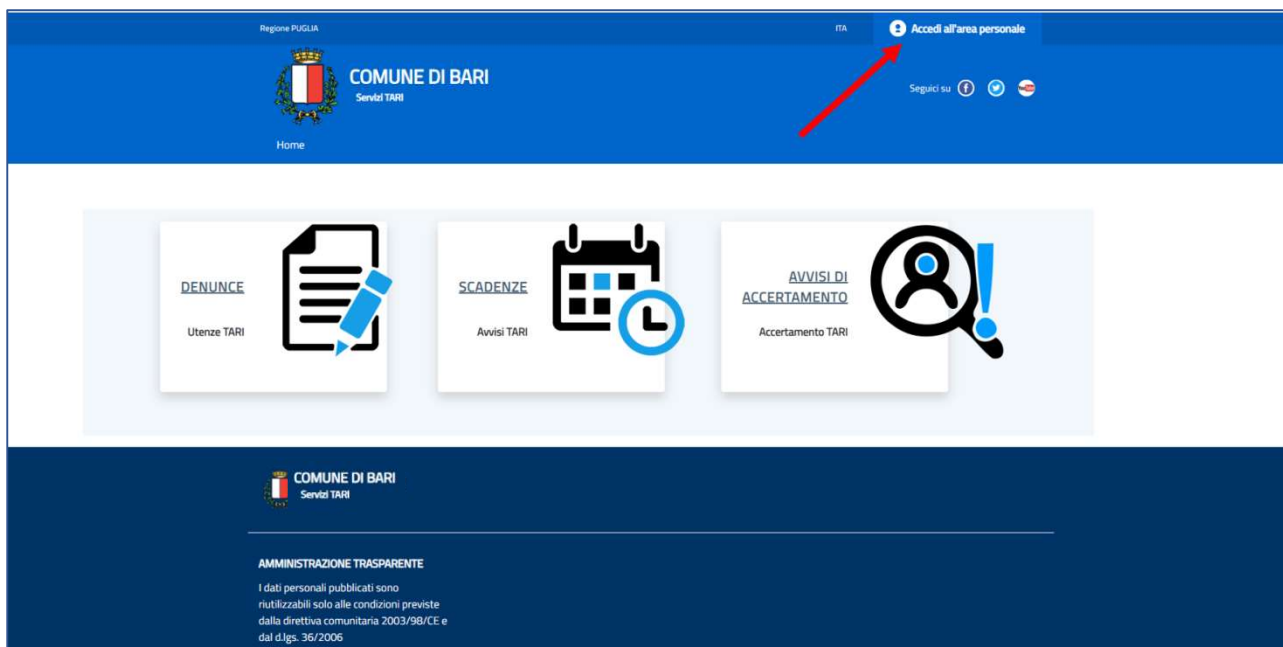 Regione PUGLIA
ITA
Accedi all'area personale
COMUNE DI BARI
Servizi TARI
Seguici su
Home
DENUNCE
Utenze TARI
SCADENZE
Avvisi TARI
AVVISI DI
ACCERTAMENTO
Accertamento TARI
COMUNE DI BARI
Servizi TARI
AMMINISTRAZIONE TRASPARENTE
I dati personali pubblicati sono
riutilizzabili solo alle condizioni previste
dalla direttiva comunitaria 2003/98/CE e
dal d.lgs. 36/2006